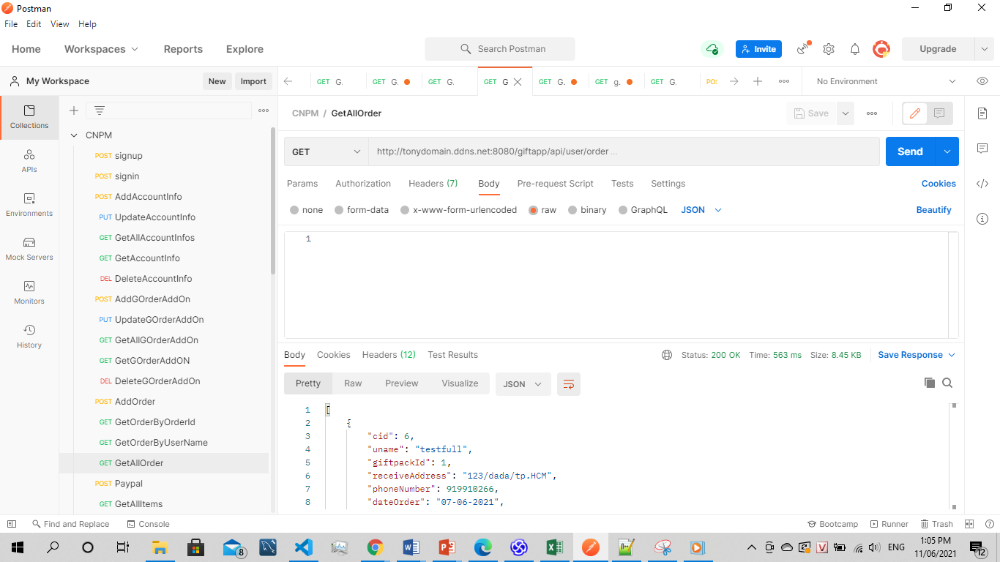 Postman
File Edit View Help
Home Workspaces Reports Explore Search Postman Invite Upgrade
My Workspace New Import GET G. GET G. GET G. GET G GET G. GET g. GET G. PO No Environment
Collections
APIs
Environments
Mock Servers
Monitors
History
CNPM
POST signup
POST signin
POST AddAccountInfo
PUT UpdateAccountInfo
GET GetAllAccountInfos
GET GetAccountInfo
DEL DeleteAccountInfo
POST AddGOrderAddOn
PUT UpdateGOrderAddOn
GET GetAllGOrderAddOn
GET GetGOrderAddON
DEL DeleteGOrderAddOn
POST AddOrder
GET GetOrderByOrderId
GET GetOrderByUserName
GET GetAllOrder
POST Paypal
GET GetAllItems
CNPM / GetAllOrder Save
GET http://tonydomain.ddns.net:8080/giftapp/api/user/order ... Send
Params Authorization Headers (7) Body Pre-request Script Tests Settings Cookies
none form-data x-www-form-urlencoded raw binary GraphQL JSON Beautify
1
Body Cookies Headers (12) Test Results Status: 200 OK Time: 563 ms Size: 8.45 KB Save Response
Pretty Raw Preview Visualize JSON
1 [
2 {
3 "cid": 6,
4 "uname": "testfull",
5 "giftpackId": 1,
6 "receiveAddress": "123/dada/tp.HCM",
7 "phoneNumber": 919910266,
8 "dateOrder": "07-06-2021",
Find and Replace Console Bootcamp Runner Trash
8 ENG 1:05 PM
11/06/2021 12